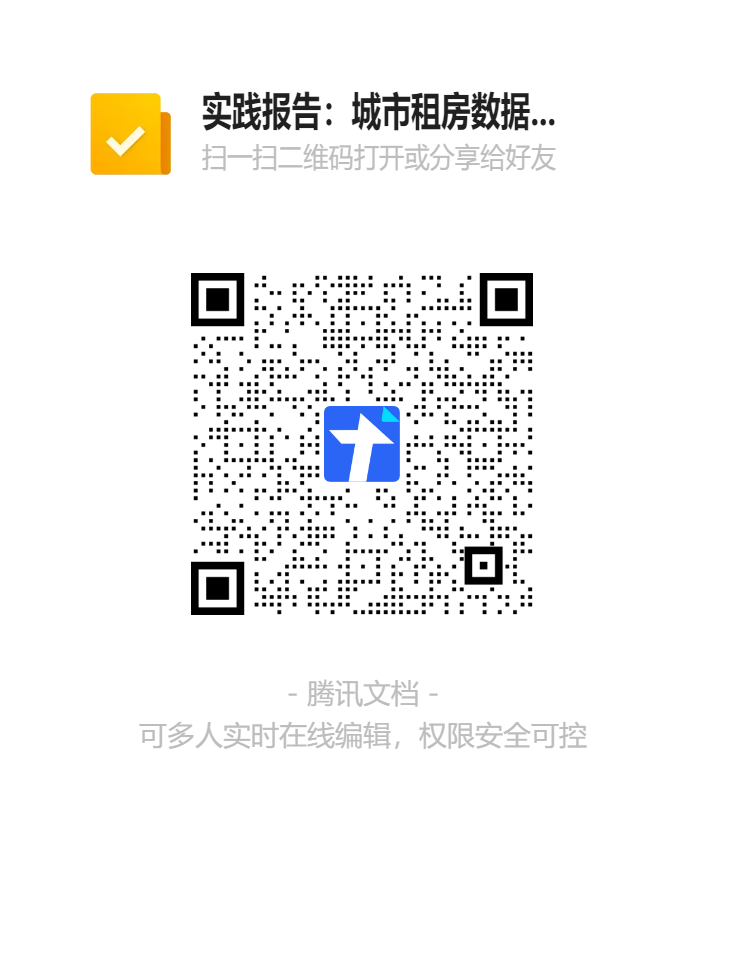 实践报告：城市租房数据...
扫一扫二维码打开或分享给好友
- 腾讯文档 -
可多人实时在线编辑，权限安全可控